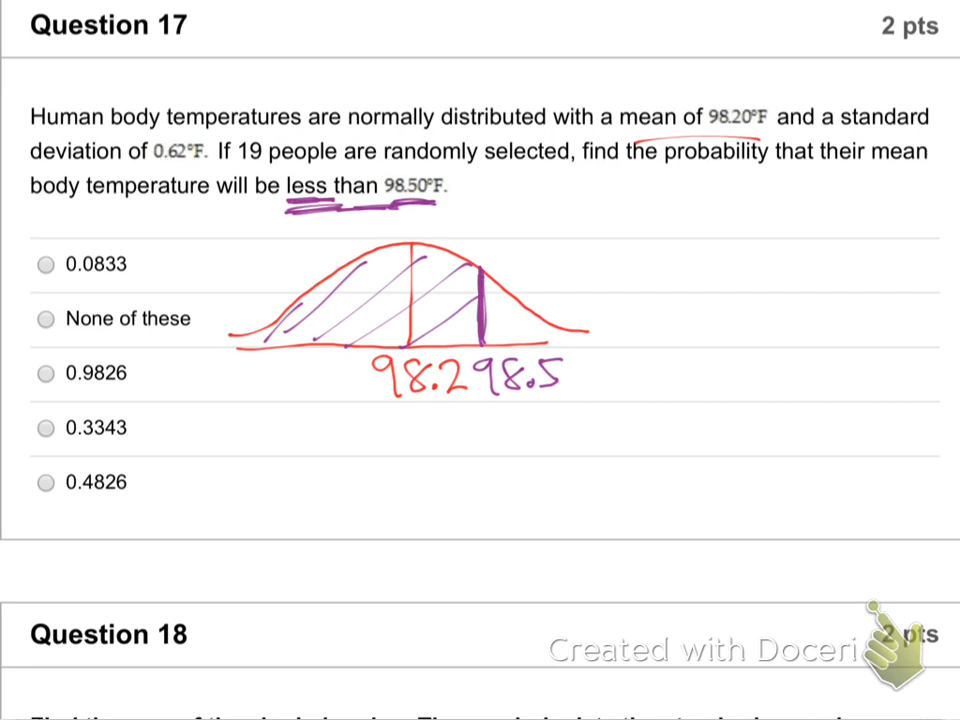 Question 17
2 pts
Human body temperatures are normally distributed with a mean of 98.20°F and a standard
deviation of 0.62°F. If 19 people are randomly selected, find the probability that their mean
body temperature will be less than 98.50°F.
0.0833
None of these
0.9826
0.3343
0.4826
98.2 98.5
Question 18
2 pts
Created with Doceri